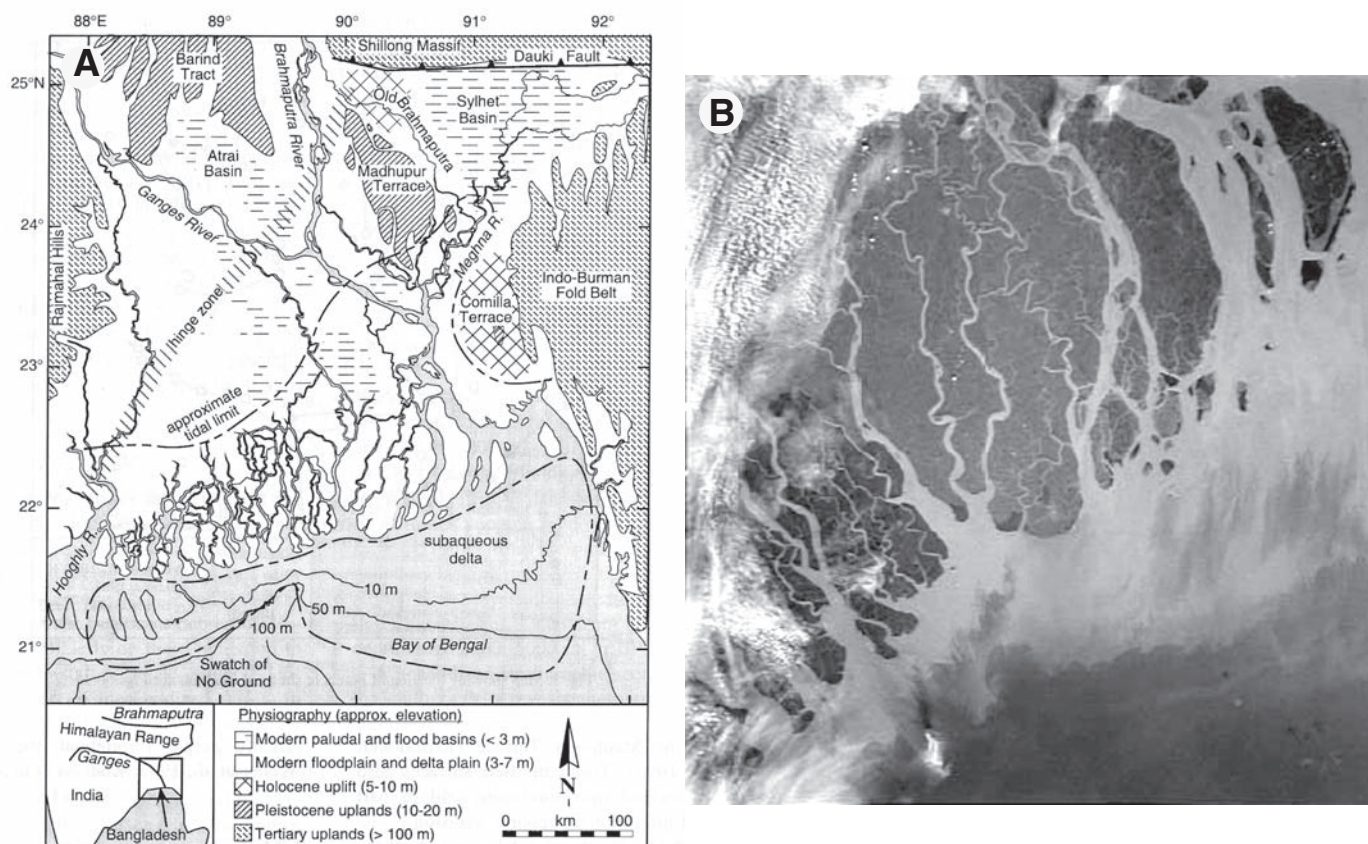 88°E
89°
90°
91°
92°
A
Barind
Tract
Brahmaputra River
Shillong Massif
Dauki Fault
25°N
Old Brahmaputra
Sylhet
Basin
Atrai
Basin
Madhupur
Terrace
24°
Ganges River
Meghna R.
Rajmahal Hills
Indo-Burman
Fold Belt
hinge zone
Comilla
Terrace
23°
approximate
tidal limit
22°
Hooghly R.
subaqueous
delta
10 m
50 m
100 m
Bay of Bengal
21°
Swatch of
No Ground
Brahmaputra
Himalayan Range
Ganges
India
Bangladesh
Physiography (approx. elevation)
Modern paludal and flood basins (< 3 m)
Modern floodplain and delta plain (3-7 m)
Holocene uplift (5-10 m)
Pleistocene uplands (10-20 m)
Tertiary uplands (> 100 m)
N
0 km 100
B